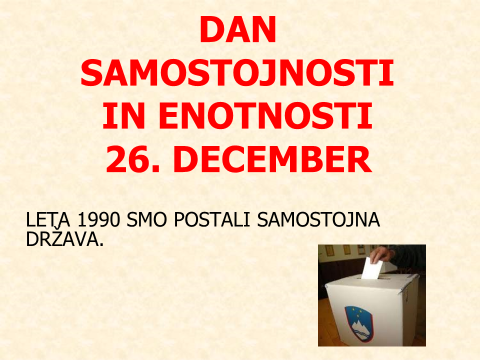 DAN
SAMOSTOJNOSTI
IN ENOTNOSTI
26. DECEMBER
LETA 1990 SMO POSTALI SAMOSTOJNA
DRŽAVA.